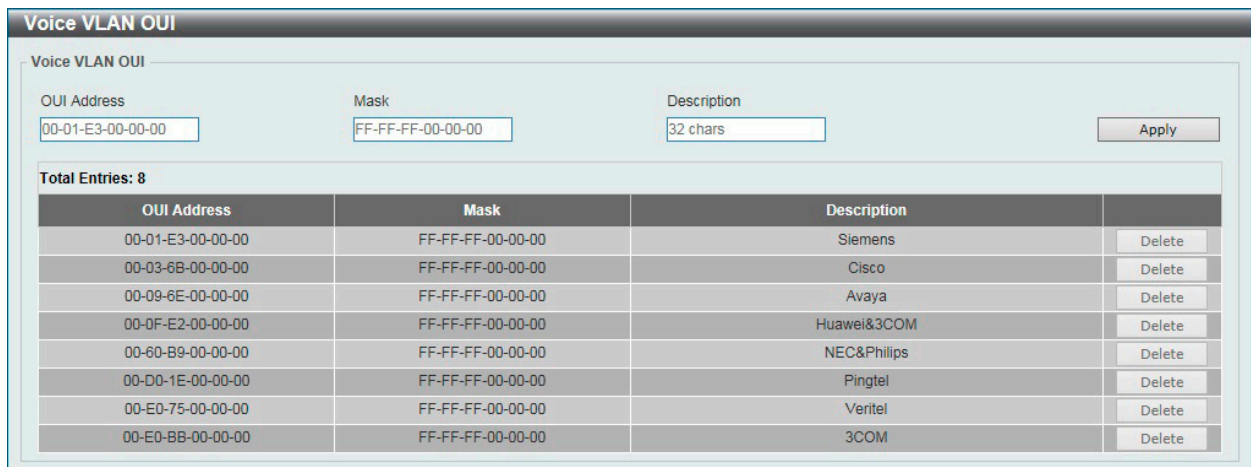 Voice VLAN OUI
Voice VLAN OUI
OUI Address Mask Description
00-01-E3-00-00-00 FF-FF-FF-00-00-00 32 chars Apply
Total Entries: 8
OUI Address Mask Description
00-01-E3-00-00-00 FF-FF-FF-00-00-00 Siemens Delete
00-03-6B-00-00-00 FF-FF-FF-00-00-00 Cisco Delete
00-09-6E-00-00-00 FF-FF-FF-00-00-00 Avaya Delete
00-0F-E2-00-00-00 FF-FF-FF-00-00-00 Huawei&3COM Delete
00-60-B9-00-00-00 FF-FF-FF-00-00-00 NEC&Philips Delete
00-D0-1E-00-00-00 FF-FF-FF-00-00-00 Pingtel Delete
00-E0-75-00-00-00 FF-FF-FF-00-00-00 Veritel Delete
00-E0-BB-00-00-00 FF-FF-FF-00-00-00 3COM Delete